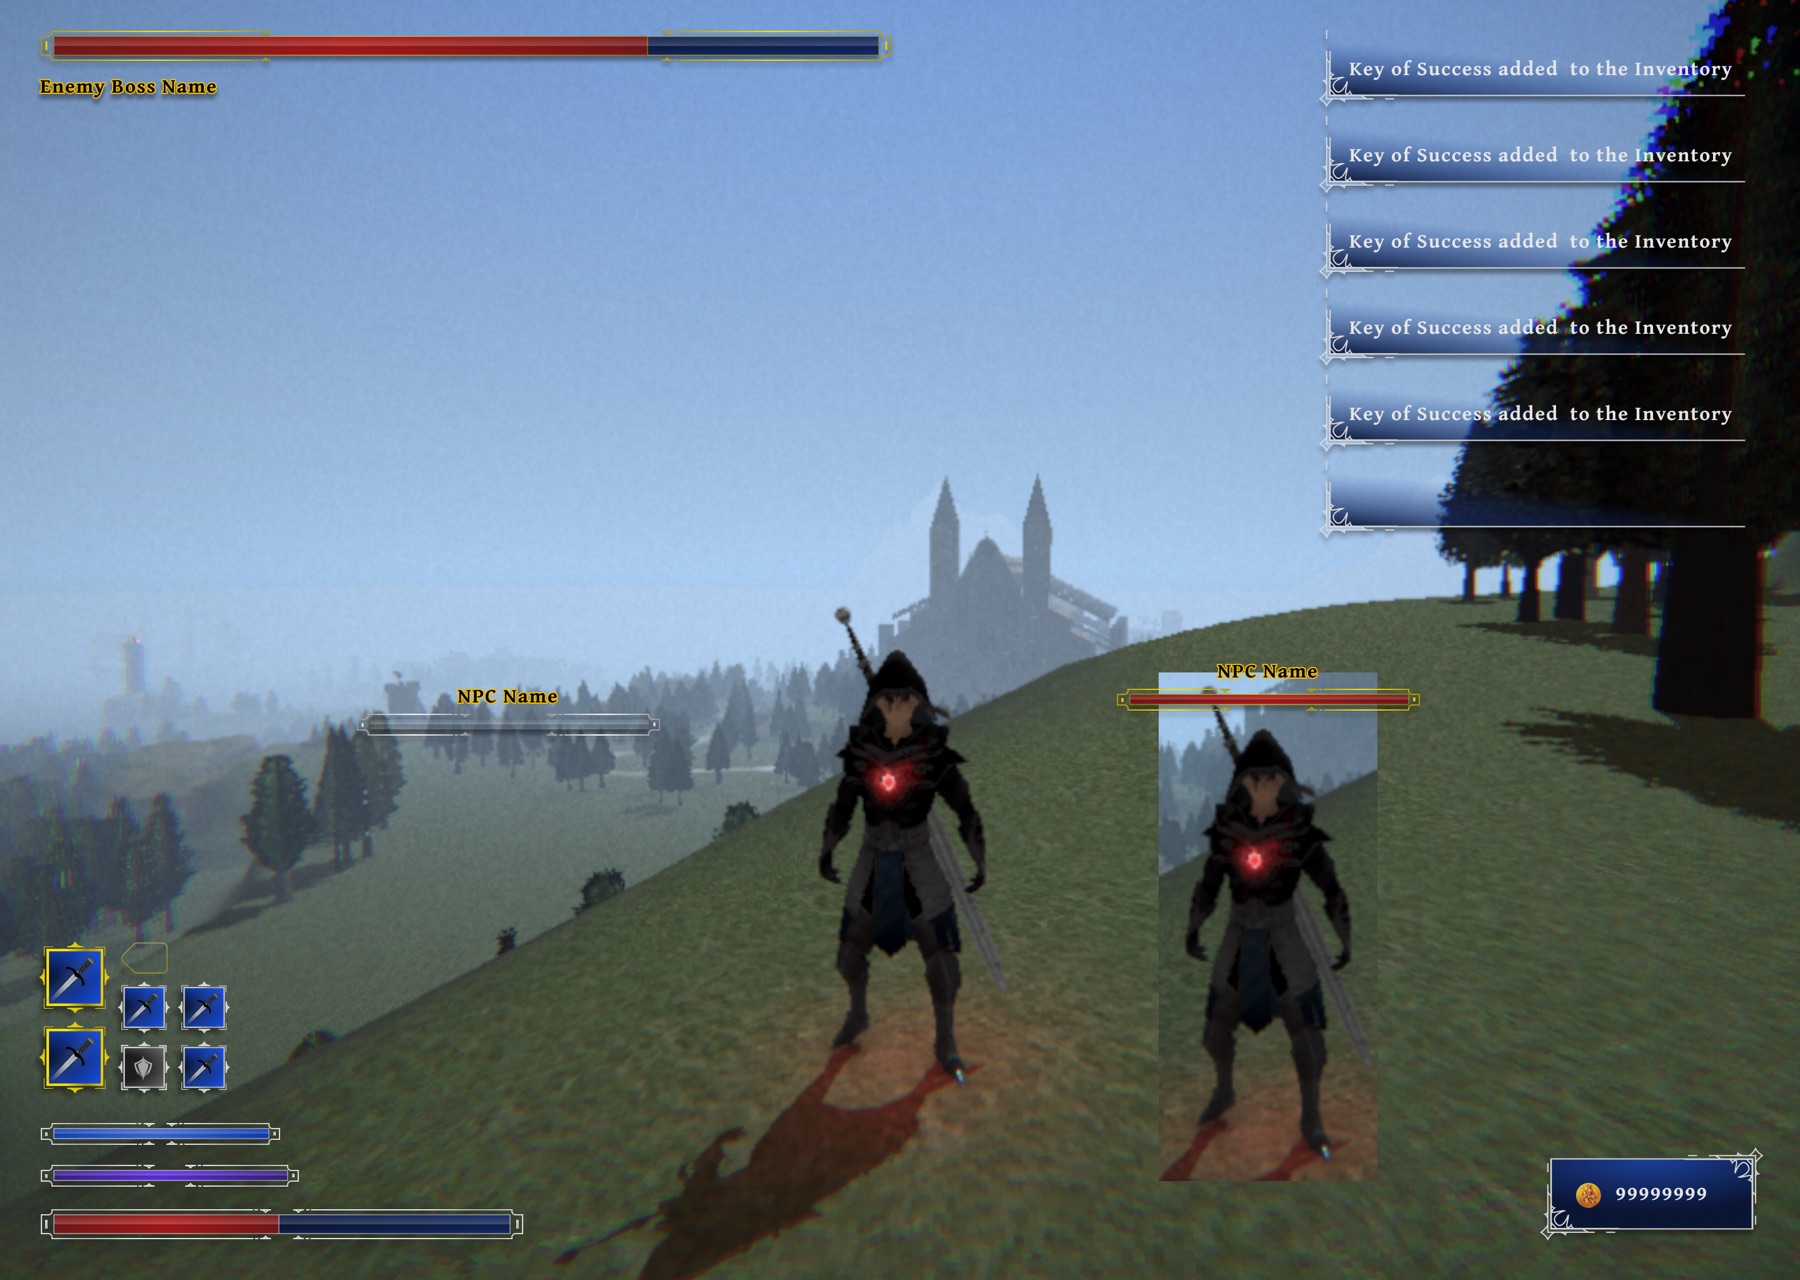 Enemy Boss Name
Key of Success added  to the Inventory
Key of Success added  to the Inventory
Key of Success added  to the Inventory
Key of Success added  to the Inventory
Key of Success added  to the Inventory
NPC Name
NPC Name
99999999